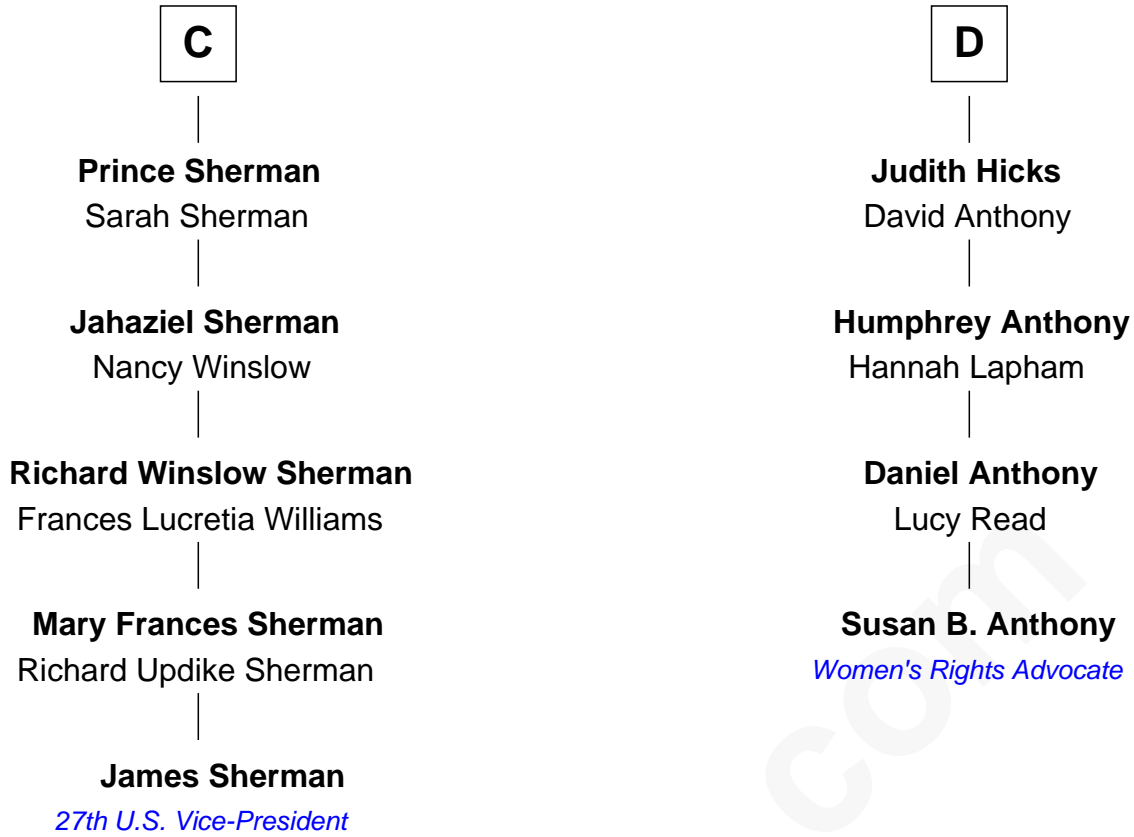 C
Prince Sherman
Sarah Sherman
Jahaziel Sherman
Nancy Winslow
Richard Winslow Sherman
Frances Lucretia Williams
Mary Frances Sherman
Richard Updike Sherman
James Sherman
27th U.S. Vice-President
D
Judith Hicks
David Anthony
Humphrey Anthony
Hannah Lapham
Daniel Anthony
Lucy Read
Susan B. Anthony
Women's Rights Advocate
com